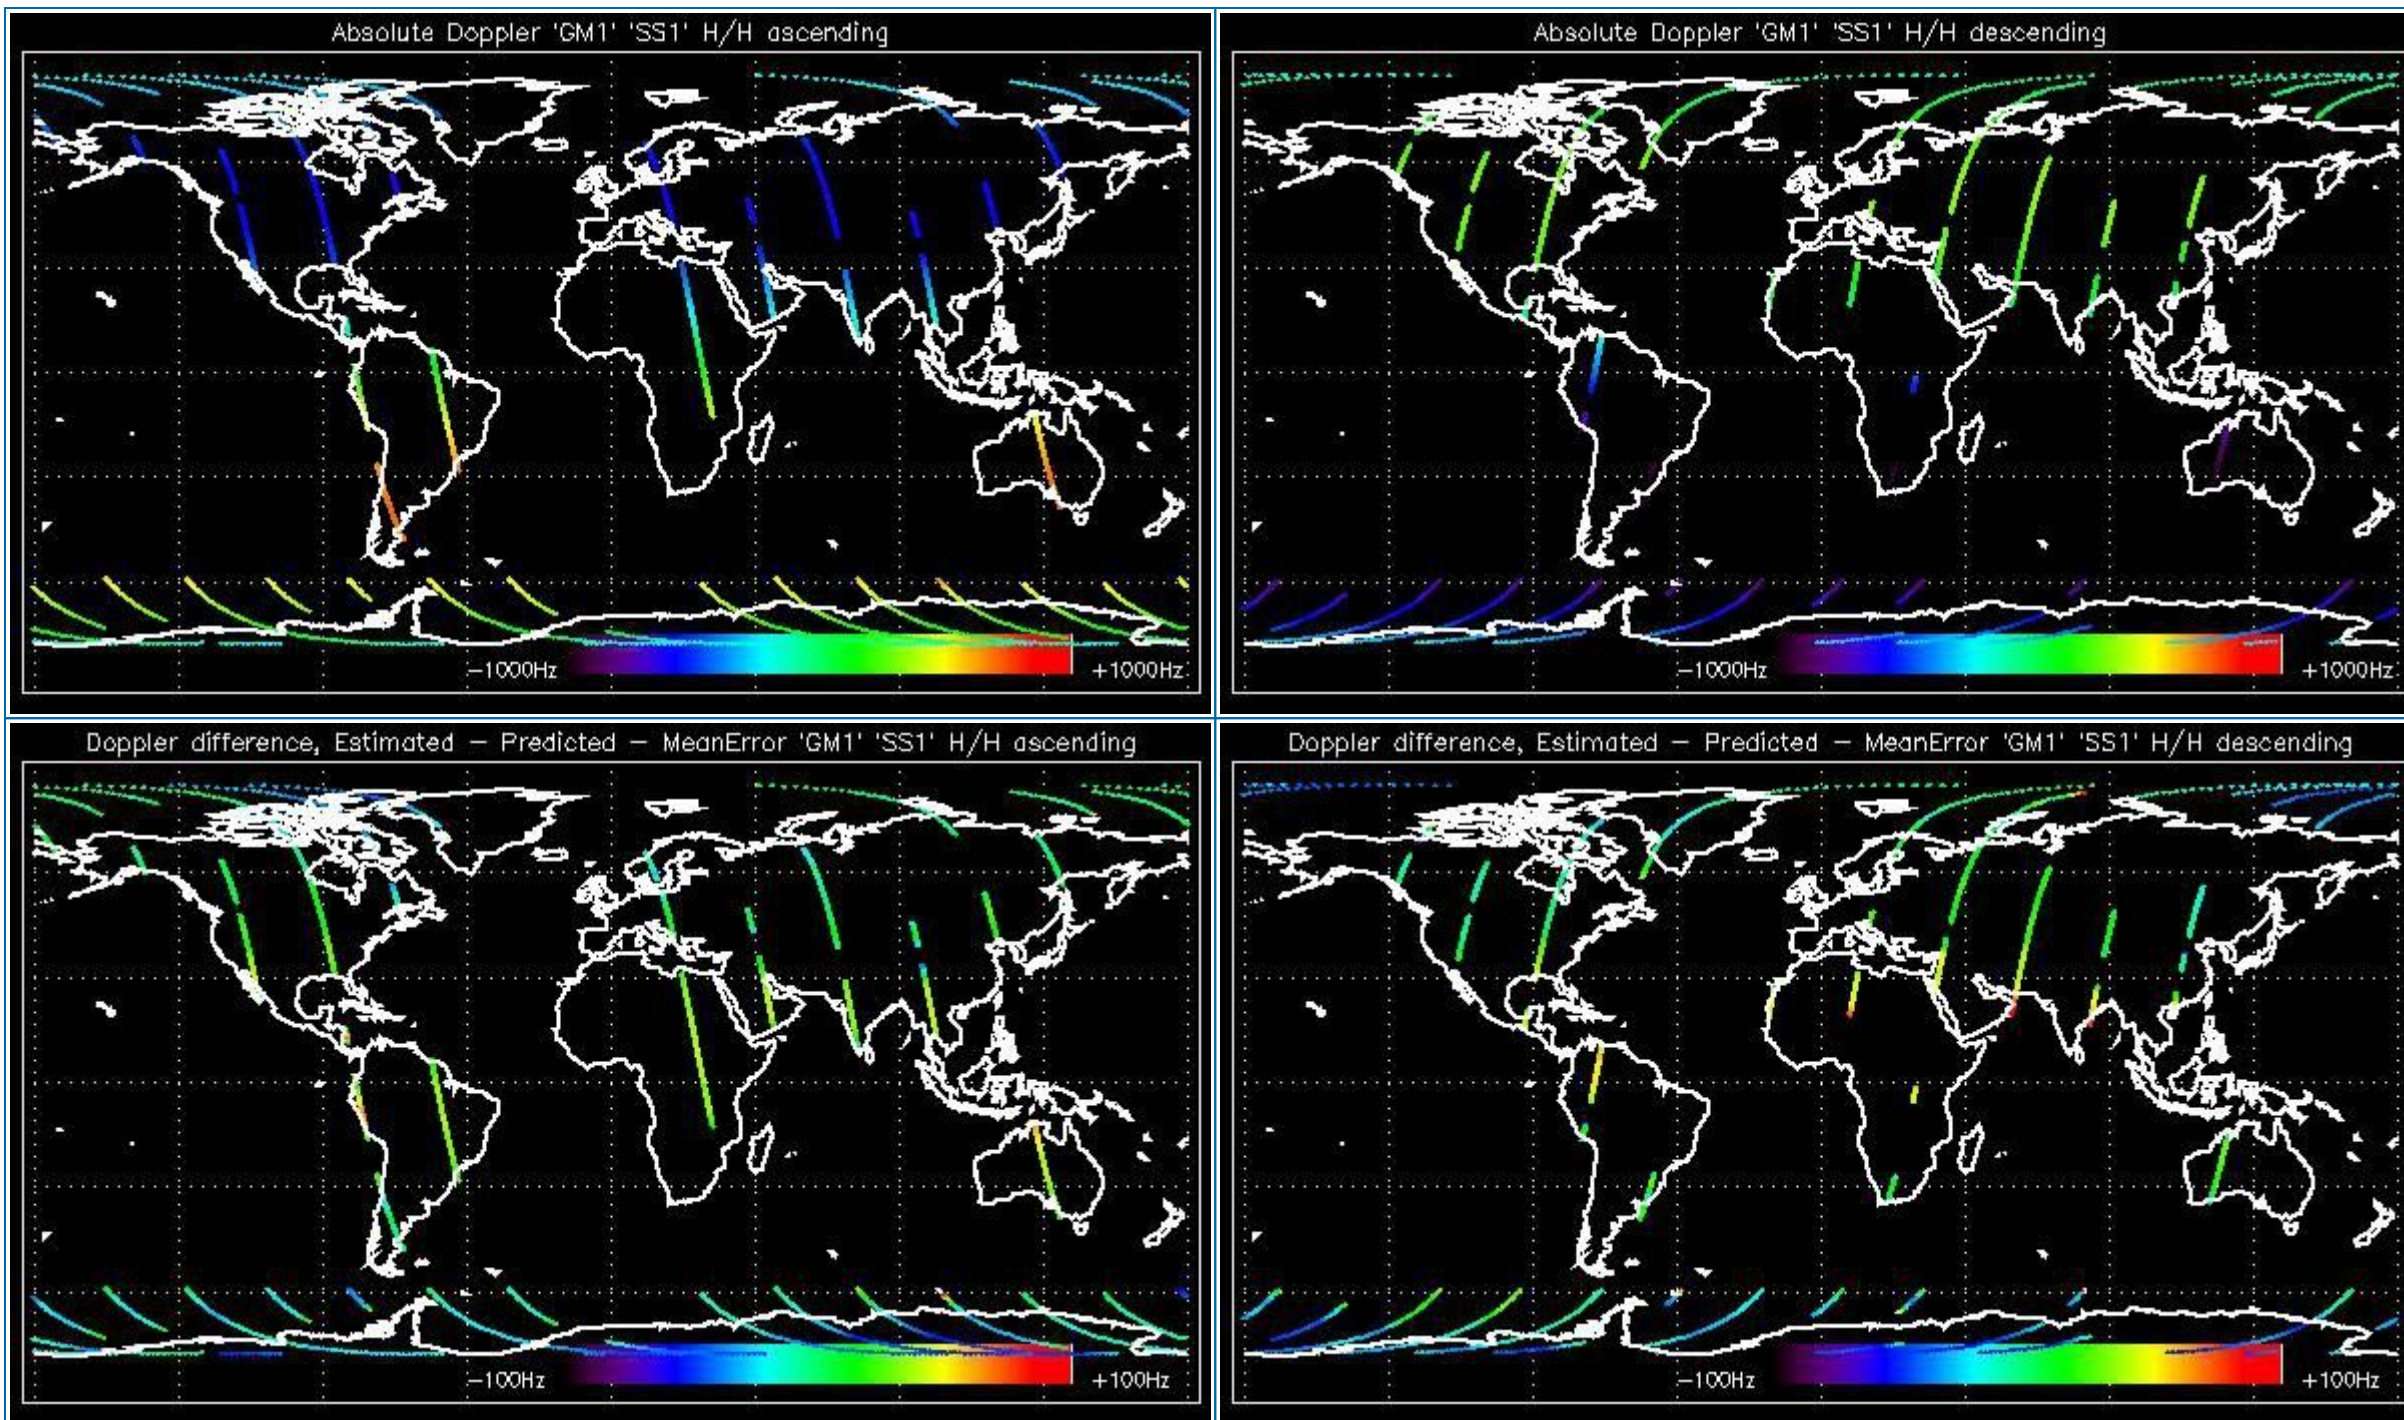 Absolute Doppler 'GM1' 'SS1' H/H ascending
−1000Hz
+1000Hz
Absolute Doppler 'GM1' 'SS1' H/H descending
−1000Hz
+1000Hz
Doppler difference, Estimated − Predicted − MeanError 'GM1' 'SS1' H/H ascending
−100Hz
+100Hz
Doppler difference, Estimated − Predicted − MeanError 'GM1' 'SS1' H/H descending
−100Hz
+100Hz